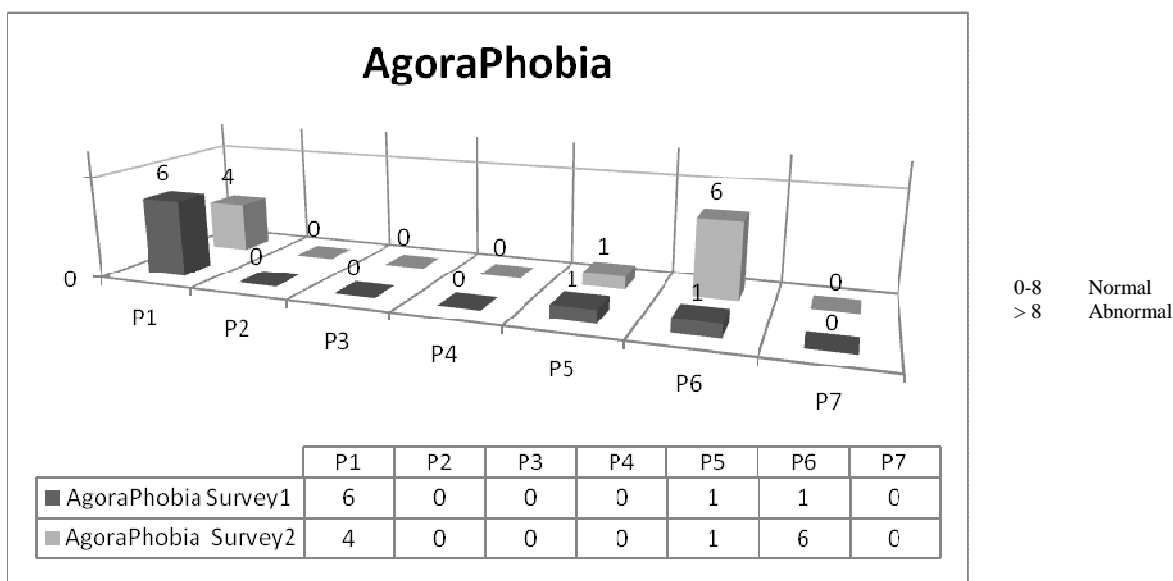 AgoraPhobia
6 4 6
0 0 0 1 0
0 0 0 0 1 1 0
P1 P2 P3 P4 P5 P6 P7
0-8 Normal
> 8 Abnormal
P1 P2 P3 P4 P5 P6 P7
AgoraPhobia Survey1 6 0 0 0 1 1 0
AgoraPhobia Survey2 4 0 0 0 1 6 0